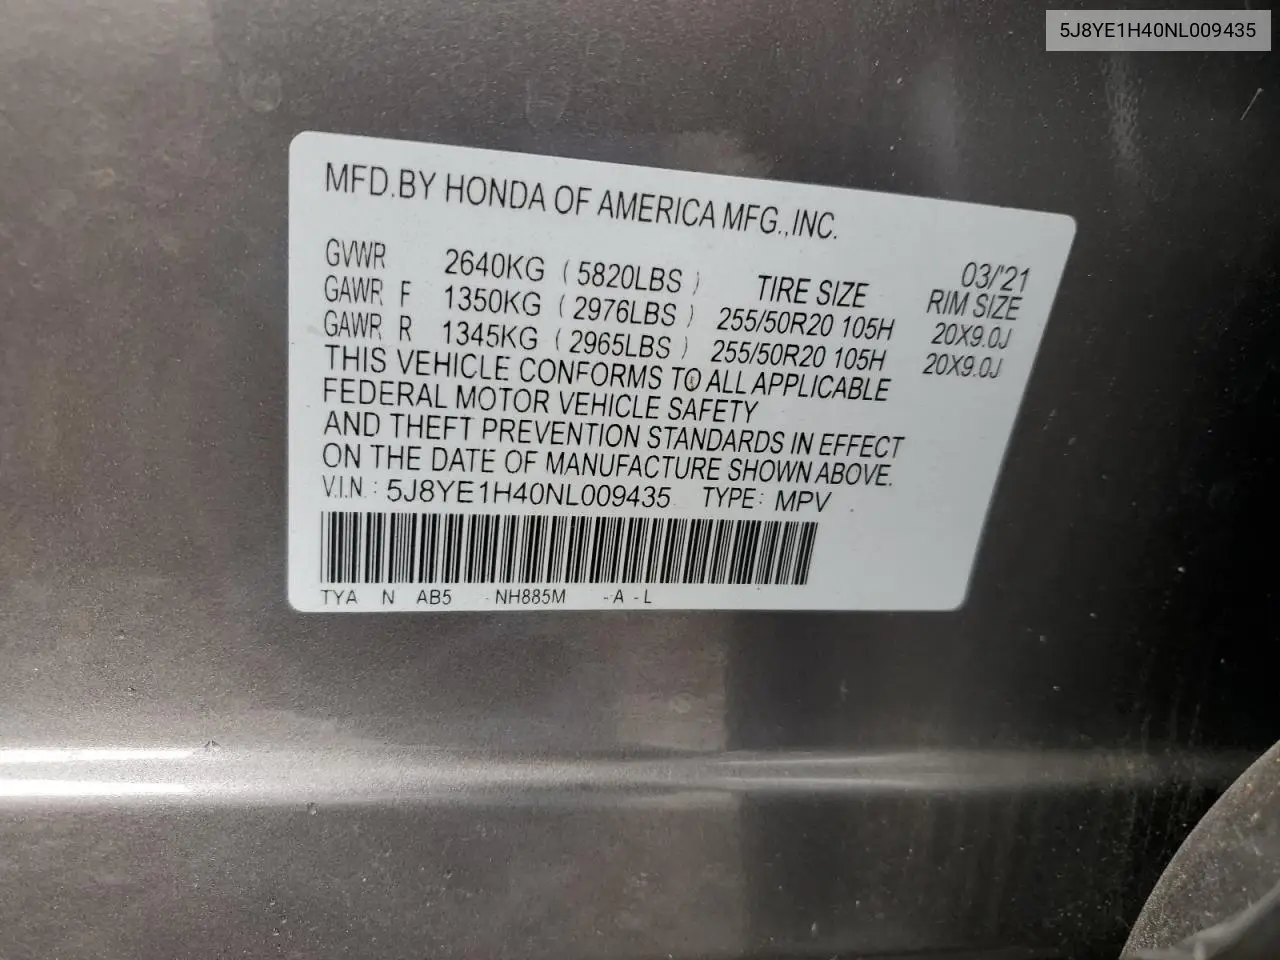 5J8YE1H40NL009435
MFD.BY HONDA OF AMERICA MFG.,INC.
03/'21
GVWR 2640KG (5820LBS) TIRE SIZE RIM SIZE
GAWR F 1350KG (2976LBS) 255/50R20 105H 20X9.0J
GAWR R 1345KG (2965LBS) 255/50R20 105H 20X9.0J
THIS VEHICLE CONFORMS TO ALL APPLICABLE
FEDERAL MOTOR VEHICLE SAFETY
AND THEFT PREVENTION STANDARDS IN EFFECT
ON THE DATE OF MANUFACTURE SHOWN ABOVE.
V.I.N.: 5J8YE1H40NL009435 TYPE: MPV
TYA N AB5 -NH885M -A -L